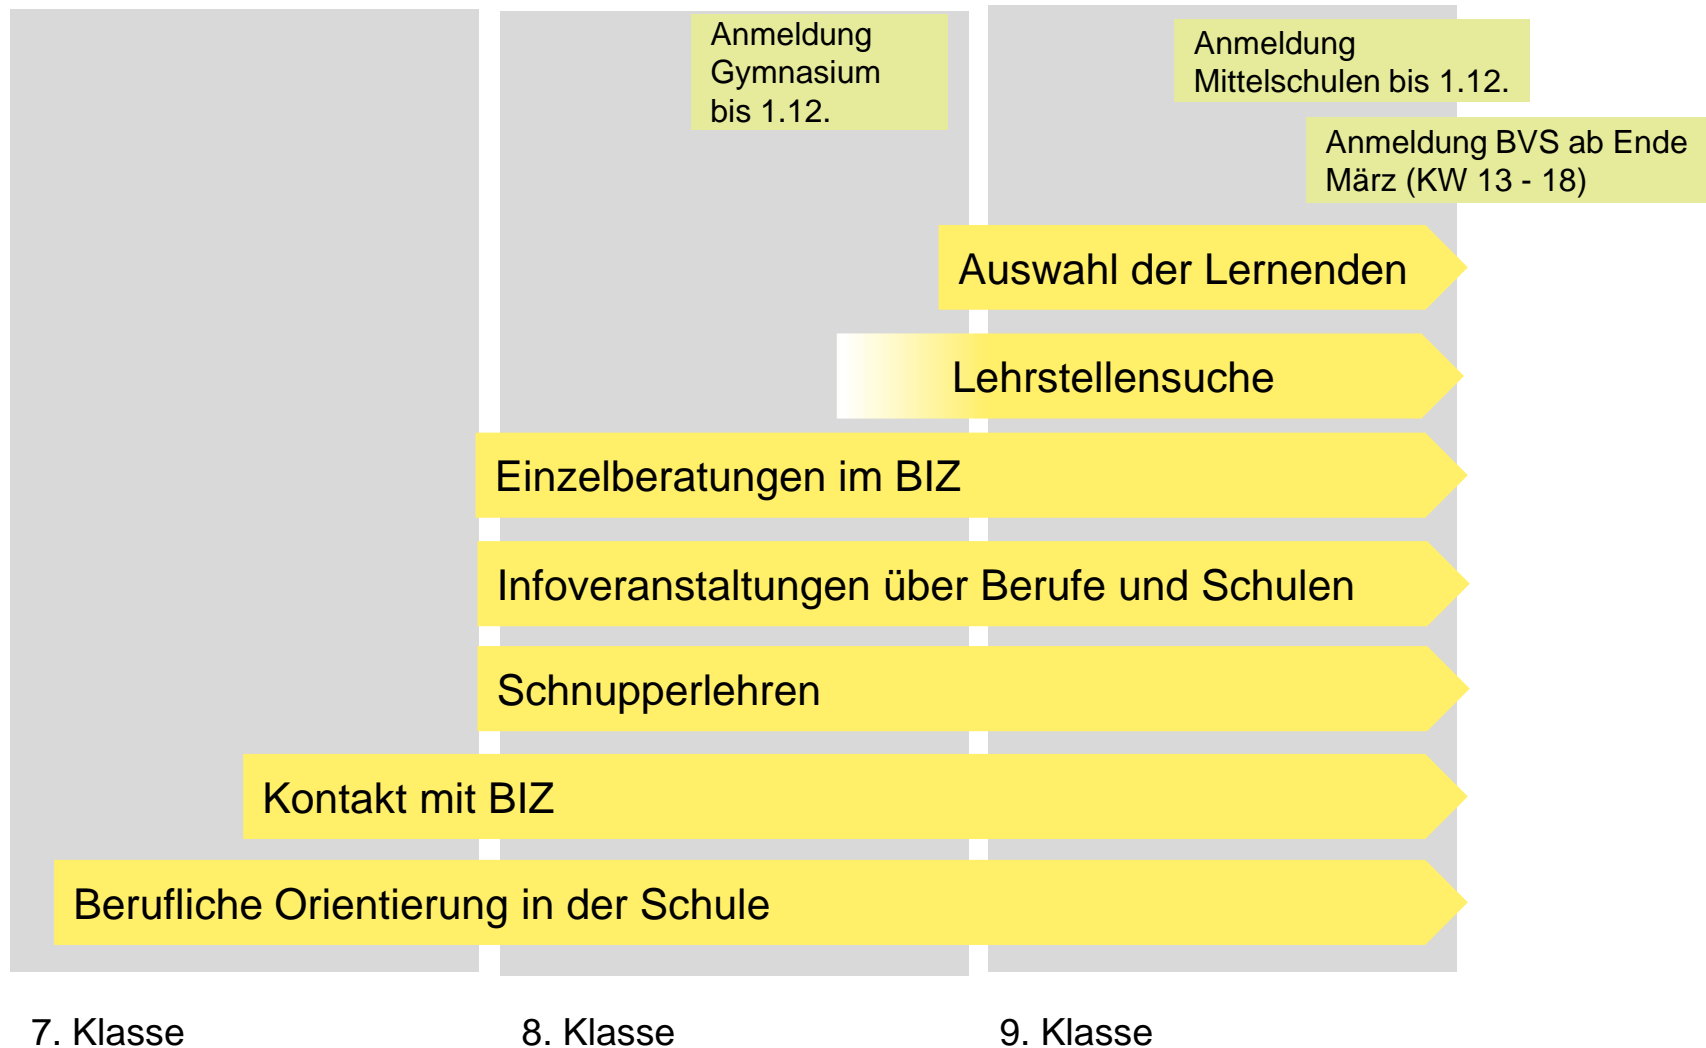 Anmeldung
Gymnasium
bis 1.12.
Anmeldung
Mittelschulen bis 1.12.
Anmeldung BVS ab Ende
März (KW 13 - 18)
Auswahl der Lernenden
Lehrstellensuche
Einzelberatungen im BIZ
Infoveranstaltungen über Berufe und Schulen
Schnupperlehren
Kontakt mit BIZ
Berufliche Orientierung in der Schule
7. Klasse
8. Klasse
9. Klasse